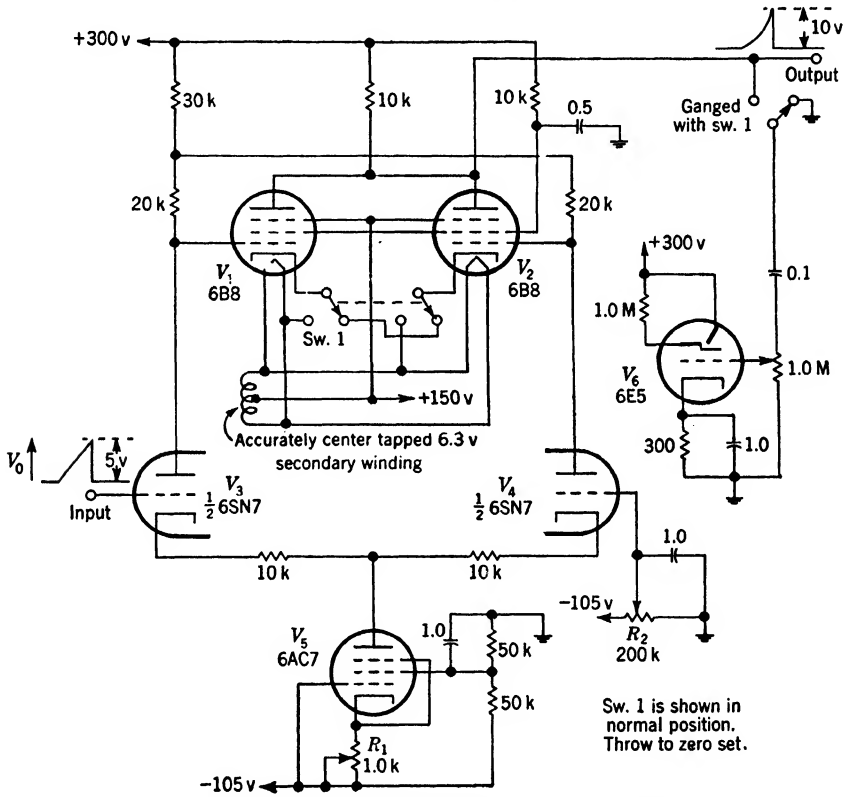 +300 v
10 v
Output
30 k
10 k
10 k
0.5
Ganged
with sw. 1
20 k
20 k
+300 v
V1
6B8
V2
6B8
0.1
1.0 M
Sw. 1
V6
6E5
1.0 M
+150 v
Accurately center tapped 6.3 v
secondary winding
300
1.0
V0
5 v
V3
½ 6SN7
V4
½ 6SN7
Input
10 k
10 k
1.0
-105 v
R2
200 k
V5
6AC7
1.0
50 k
50 k
R1
1.0 k
Sw. 1 is shown in
normal position.
Throw to zero set.
-105 v